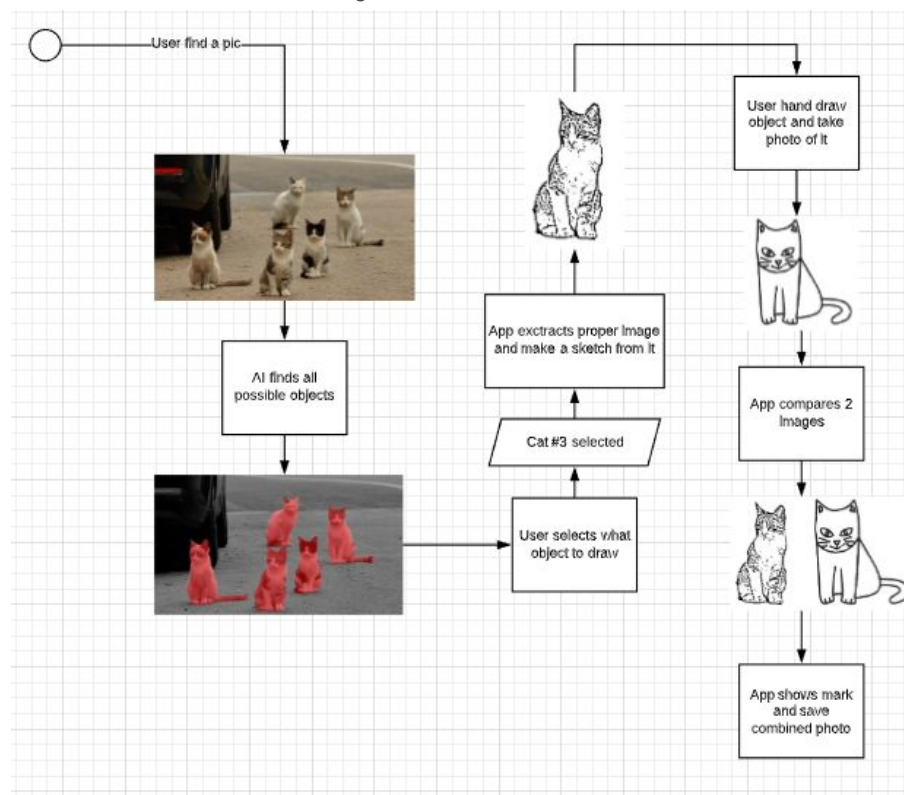 User find a pic
AI finds all
possible objects
User selects what
object to draw
Cat #3 selected
App exctracts proper image
and make a sketch from it
User hand draw
object and take
photo of it
App compares 2
images
App shows mark
and save
combined photo